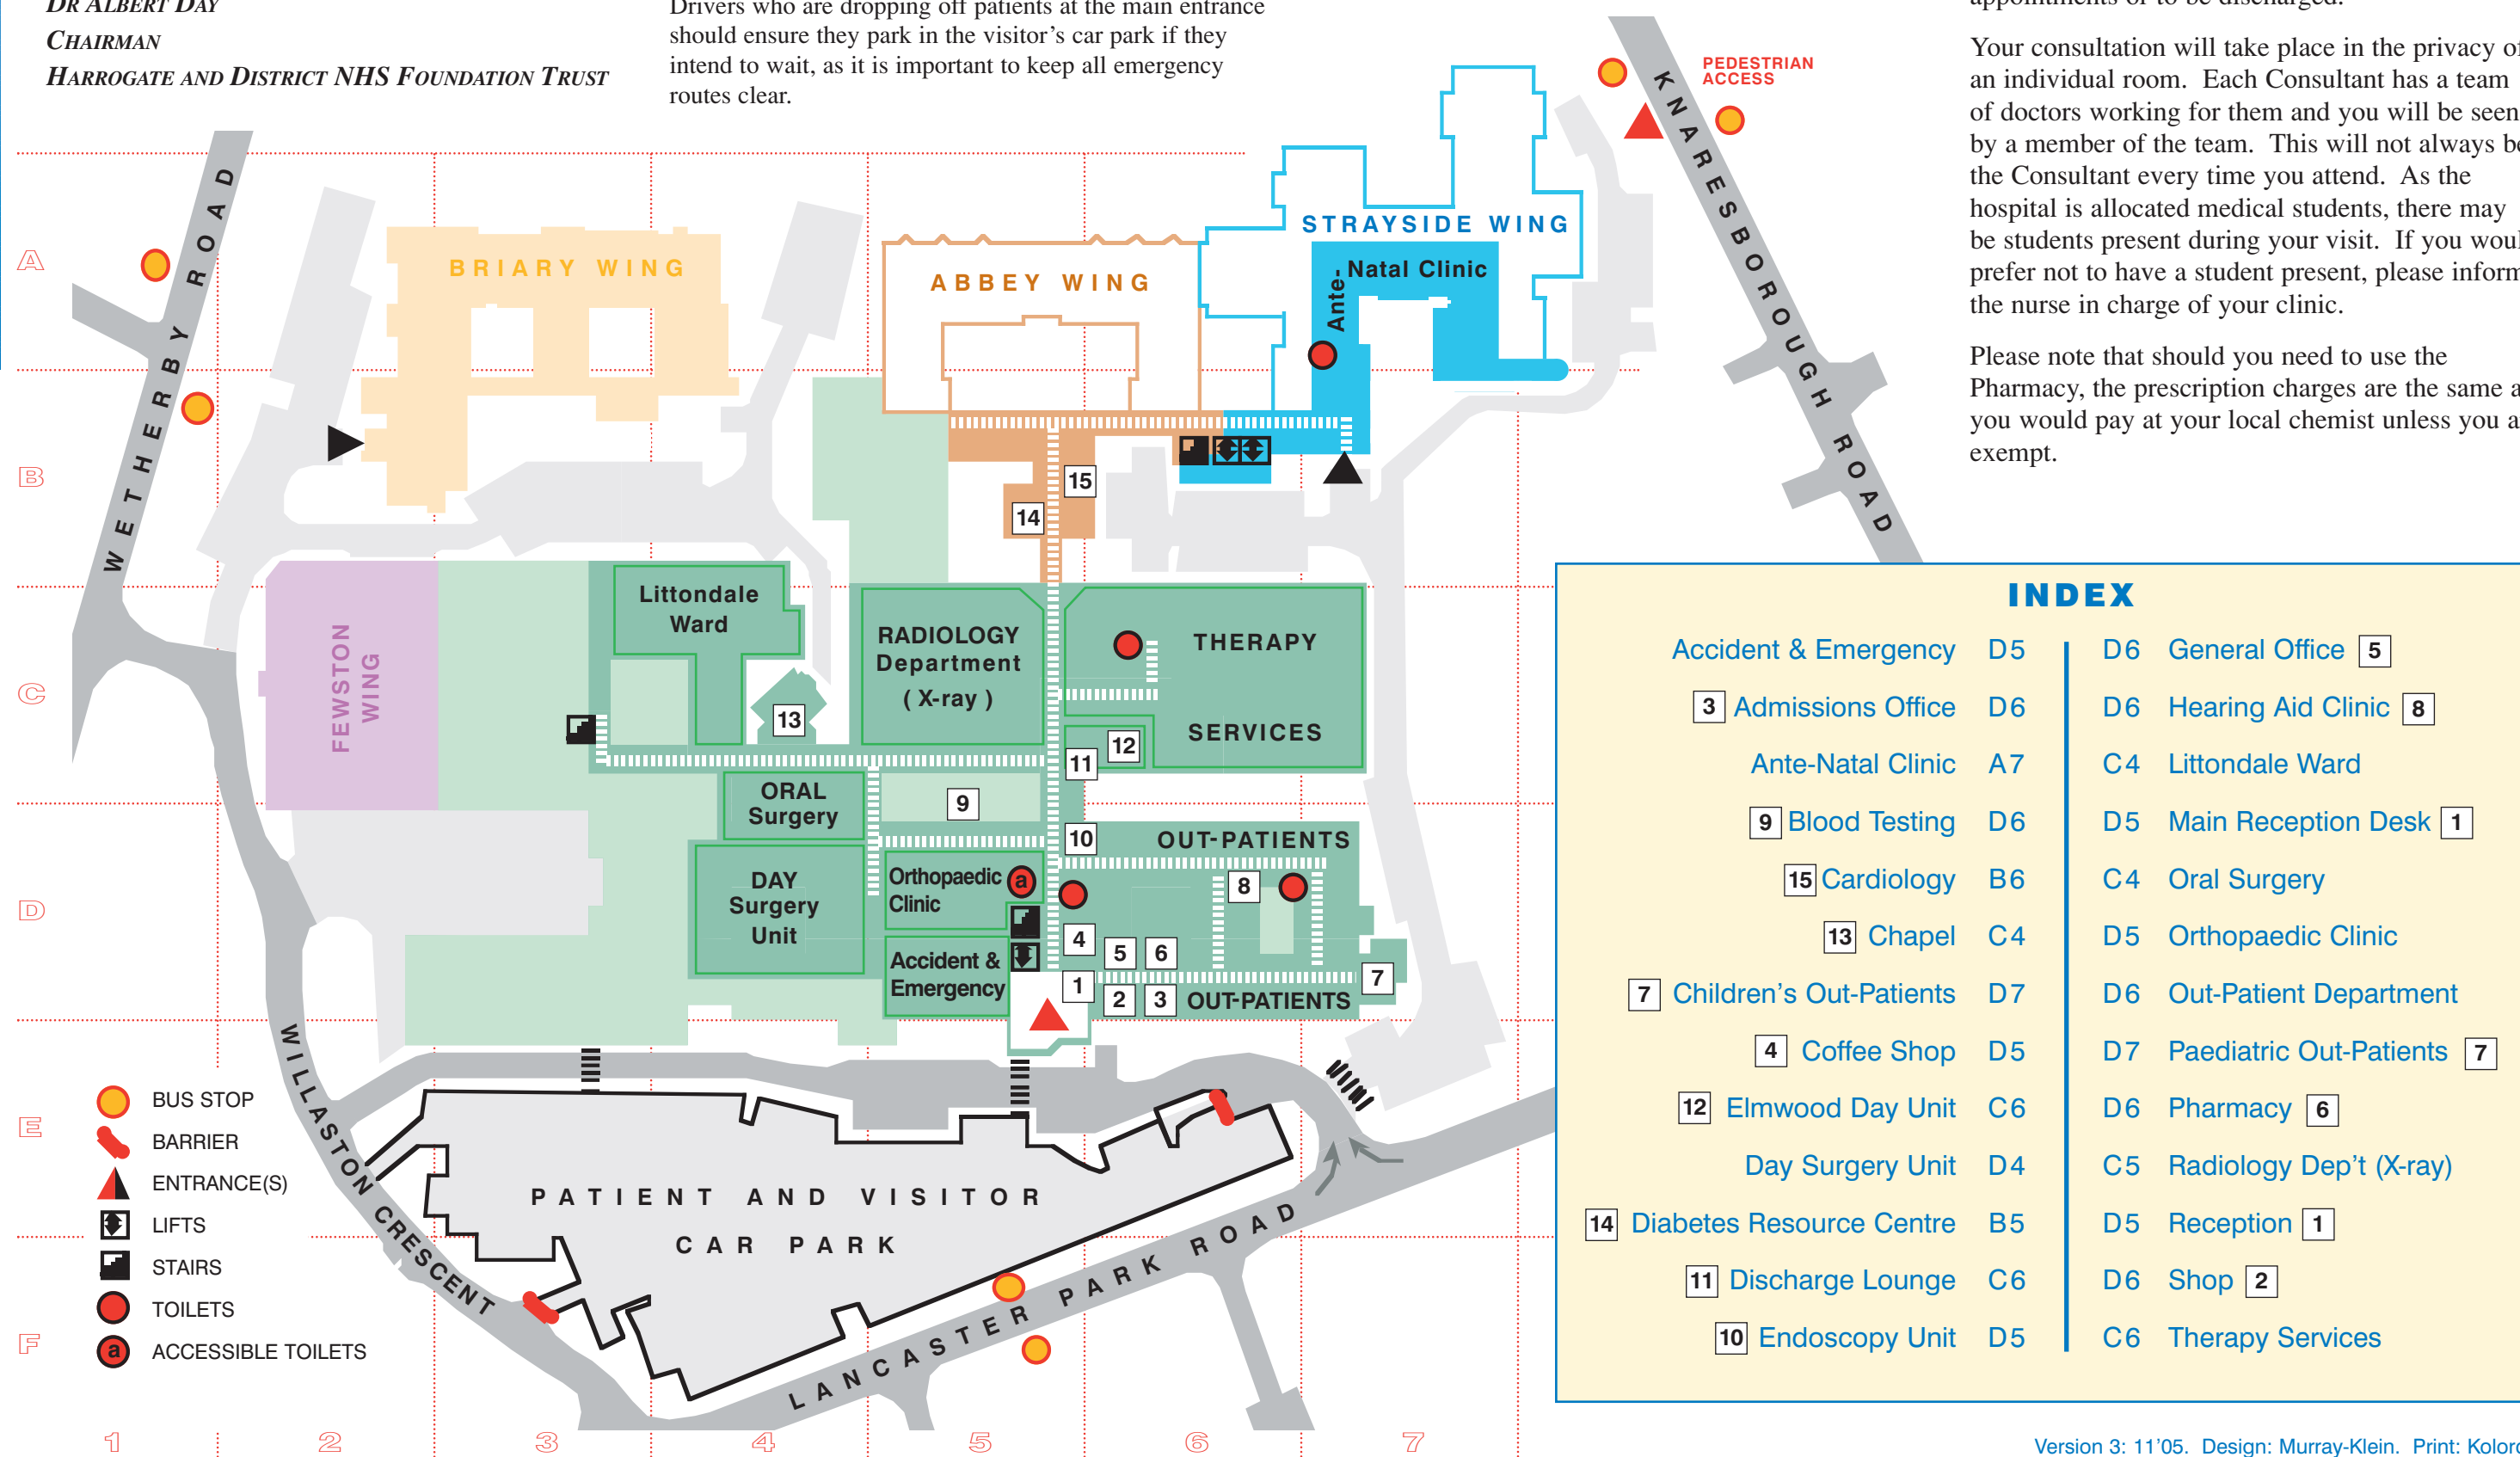 DR ALBERT DAY
CHAIRMAN
HARROGATE AND DISTRICT NHS FOUNDATION TRUST
Drivers who are dropping off patients at the main entrance
should ensure they park in the visitor's car park if they
intend to wait, as it is important to keep all emergency
routes clear.
appointments or to be discharged.
Your consultation will take place in the privacy of
an individual room. Each Consultant has a team
of doctors working for them and you will be seen
by a member of the team. This will not always be
the Consultant every time you attend. As the
hospital is allocated medical students, there may
be students present during your visit. If you would
prefer not to have a student present, please inform
the nurse in charge of your clinic.
Please note that should you need to use the
Pharmacy, the prescription charges are the same
you would pay at your local chemist unless you
exempt.
PEDESTRIAN
ACCESS
KNARESBOROUGH ROAD
WETHERBY ROAD
A
B
C
D
E
F
BRIARY WING
ABBEY WING
STRAYSIDE WING
Ante-Natal Clinic
15
14
FEWSTON
WING
Littondale
Ward
RADIOLOGY
Department
( X-ray )
THERAPY
SERVICES
13
12
11
ORAL
Surgery
9
10
OUT-PATIENTS
DAY
Surgery
Unit
Orthopaedic
Clinic
a
8
4
5
6
Accident &
Emergency
1
2
3
7
OUT-PATIENTS
WILLASTON CRESCENT
PATIENT AND VISITOR
CAR PARK
LANCASTER PARK ROAD
BUS STOP
BARRIER
ENTRANCE(S)
LIFTS
STAIRS
TOILETS
a ACCESSIBLE TOILETS
1 2 3 4 5 6 7
INDEX
Accident & Emergency D5
3 Admissions Office D6
Ante-Natal Clinic A7
9 Blood Testing D6
15 Cardiology B6
13 Chapel C4
7 Children's Out-Patients D7
4 Coffee Shop D5
12 Elmwood Day Unit C6
Day Surgery Unit D4
14 Diabetes Resource Centre B5
11 Discharge Lounge C6
10 Endoscopy Unit D5
D6 General Office 5
D6 Hearing Aid Clinic 8
C4 Littondale Ward
D5 Main Reception Desk 1
C4 Oral Surgery
D5 Orthopaedic Clinic
D6 Out-Patient Department
D7 Paediatric Out-Patients 7
D6 Pharmacy 6
C5 Radiology Dep't (X-ray)
D5 Reception 1
D6 Shop 2
C6 Therapy Services
Version 3: 11'05. Design: Murray-Klein. Print: